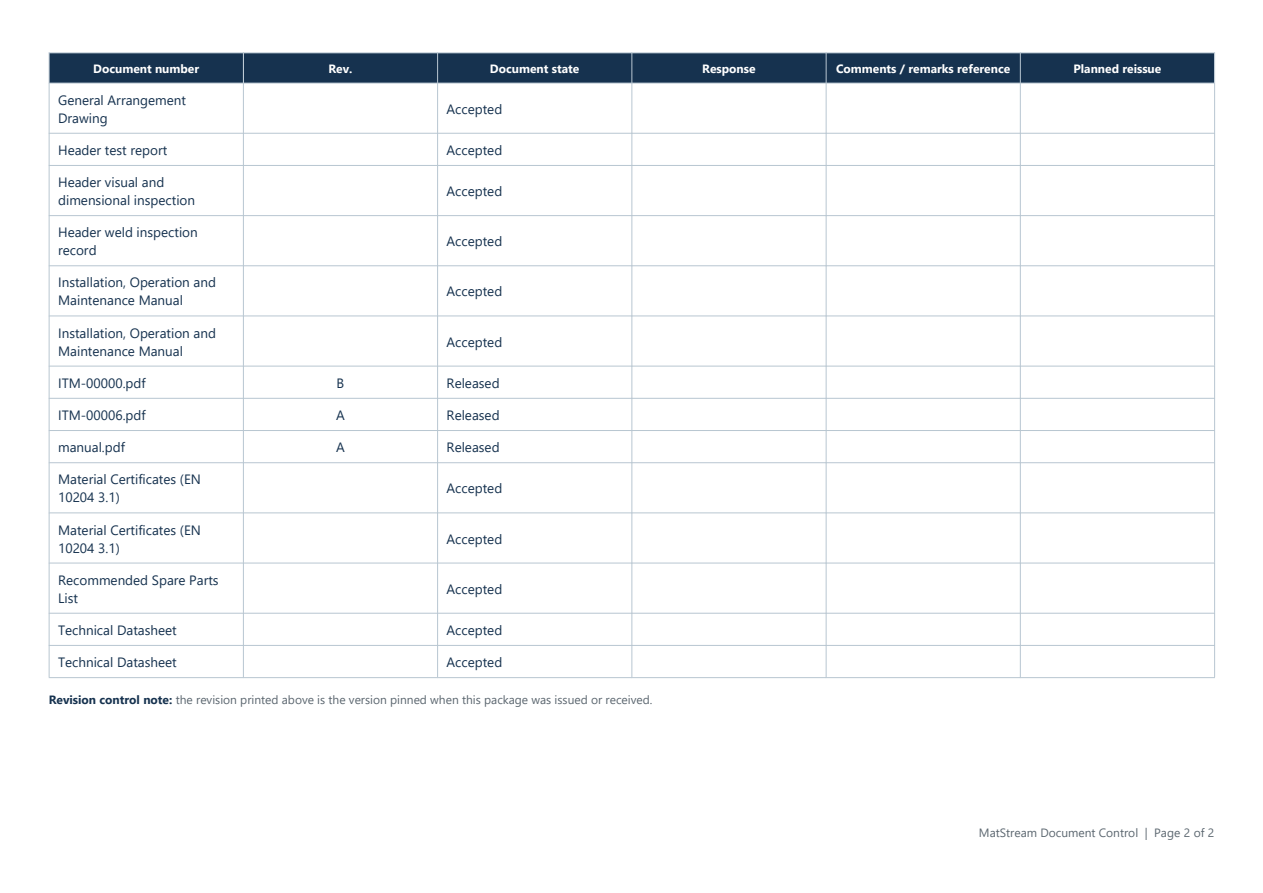 Document number Rev. Document state Response Comments / remarks reference Planned reissue
General Arrangement
Drawing
Accepted
Header test report Accepted
Header visual and
dimensional inspection
Accepted
Header weld inspection
record
Accepted
Installation, Operation and
Maintenance Manual
Accepted
Installation, Operation and
Maintenance Manual
Accepted
ITM-00000.pdf B Released
ITM-00006.pdf A Released
manual.pdf A Released
Material Certificates (EN
10204 3.1)
Accepted
Material Certificates (EN
10204 3.1)
Accepted
Recommended Spare Parts
List
Accepted
Technical Datasheet Accepted
Technical Datasheet Accepted
Revision control note: the revision printed above is the version pinned when this package was issued or received.
MatStream Document Control | Page 2 of 2